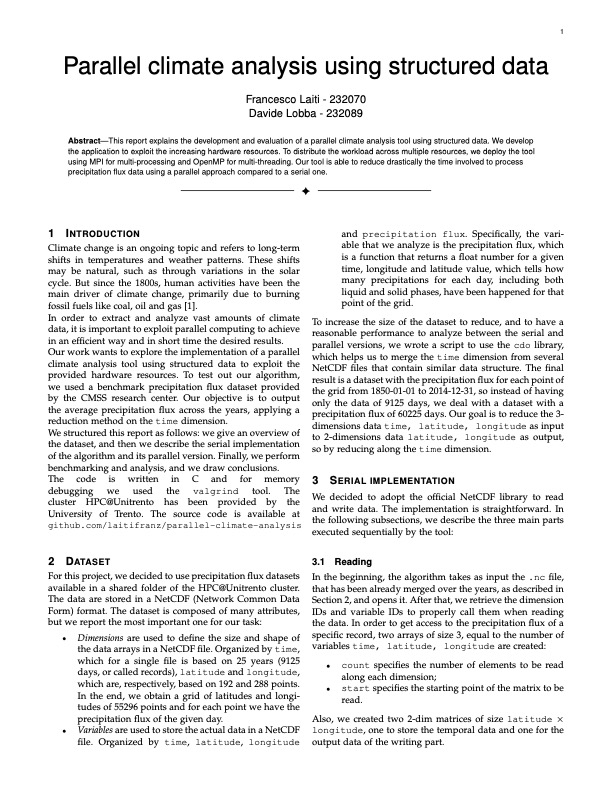 1
Parallel climate analysis using structured data
Francesco Laiti - 232070
Davide Lobba - 232089
Abstract—This report explains the development and evaluation of a parallel climate analysis tool using structured data. We develop
the application to exploit the increasing hardware resources. To distribute the workload across multiple resources, we deploy the tool
using MPI for multi-processing and OpenMP for multi-threading. Our tool is able to reduce drastically the time involved to process
precipitation flux data using a parallel approach compared to a serial one.
1 INTRODUCTION
Climate change is an ongoing topic and refers to long-term
shifts in temperatures and weather patterns. These shifts
may be natural, such as through variations in the solar
cycle. But since the 1800s, human activities have been the
main driver of climate change, primarily due to burning
fossil fuels like coal, oil and gas [1].
In order to extract and analyze vast amounts of climate
data, it is important to exploit parallel computing to achieve
in an efficient way and in short time the desired results.
Our work wants to explore the implementation of a parallel
climate analysis tool using structured data to exploit the
provided hardware resources. To test out our algorithm,
we used a benchmark precipitation flux dataset provided
by the CMSS research center. Our objective is to output
the average precipitation flux across the years, applying a
reduction method on the time dimension.
We structured this report as follows: we give an overview of
the dataset, and then we describe the serial implementation
of the algorithm and its parallel version. Finally, we perform
benchmarking and analysis, and we draw conclusions.
The code is written in C and for memory
debugging we used the valgrind tool. The
cluster HPC@Unitrento has been provided by the
University of Trento. The source code is available at
github.com/laitifranz/parallel-climate-analysis
2 DATASET
For this project, we decided to use precipitation flux datasets
available in a shared folder of the HPC@Unitrento cluster.
The data are stored in a NetCDF (Network Common Data
Form) format. The dataset is composed of many attributes,
but we report the most important one for our task:
• Dimensions are used to define the size and shape of
the data arrays in a NetCDF file. Organized by time,
which for a single file is based on 25 years (9125
days, or called records), latitude and longitude,
which are, respectively, based on 192 and 288 points.
In the end, we obtain a grid of latitudes and longi-
tudes of 55296 points and for each point we have the
precipitation flux of the given day.
• Variables are used to store the actual data in a NetCDF
file. Organized by time, latitude, longitude
and precipitation flux. Specifically, the vari-
able that we analyze is the precipitation flux, which
is a function that returns a float number for a given
time, longitude and latitude value, which tells how
many precipitations for each day, including both
liquid and solid phases, have been happened for that
point of the grid.
To increase the size of the dataset to reduce, and to have a
reasonable performance to analyze between the serial and
parallel versions, we wrote a script to use the cdo library,
which helps us to merge the time dimension from several
NetCDF files that contain similar data structure. The final
result is a dataset with the precipitation flux for each point of
the grid from 1850-01-01 to 2014-12-31, so instead of having
only the data of 9125 days, we deal with a dataset with a
precipitation flux of 60225 days. Our goal is to reduce the 3-
dimensions data time, latitude, longitude as input
to 2-dimensions data latitude, longitude as output,
so by reducing along the time dimension.
3 SERIAL IMPLEMENTATION
We decided to adopt the official NetCDF library to read
and write data. The implementation is straightforward. In
the following subsections, we describe the three main parts
executed sequentially by the tool:
3.1 Reading
In the beginning, the algorithm takes as input the .nc file,
that has been already merged over the years, as described in
Section 2, and opens it. After that, we retrieve the dimension
IDs and variable IDs to properly call them when reading
the data. In order to get access to the precipitation flux of a
specific record, two arrays of size 3, equal to the number of
variables time, latitude, longitude are created:
• count specifies the number of elements to be read
along each dimension;
• start specifies the starting point of the matrix to be
read.
Also, we created two 2-dim matrices of size latitude ×
longitude, one to store the temporal data and one for the
output data of the writing part.